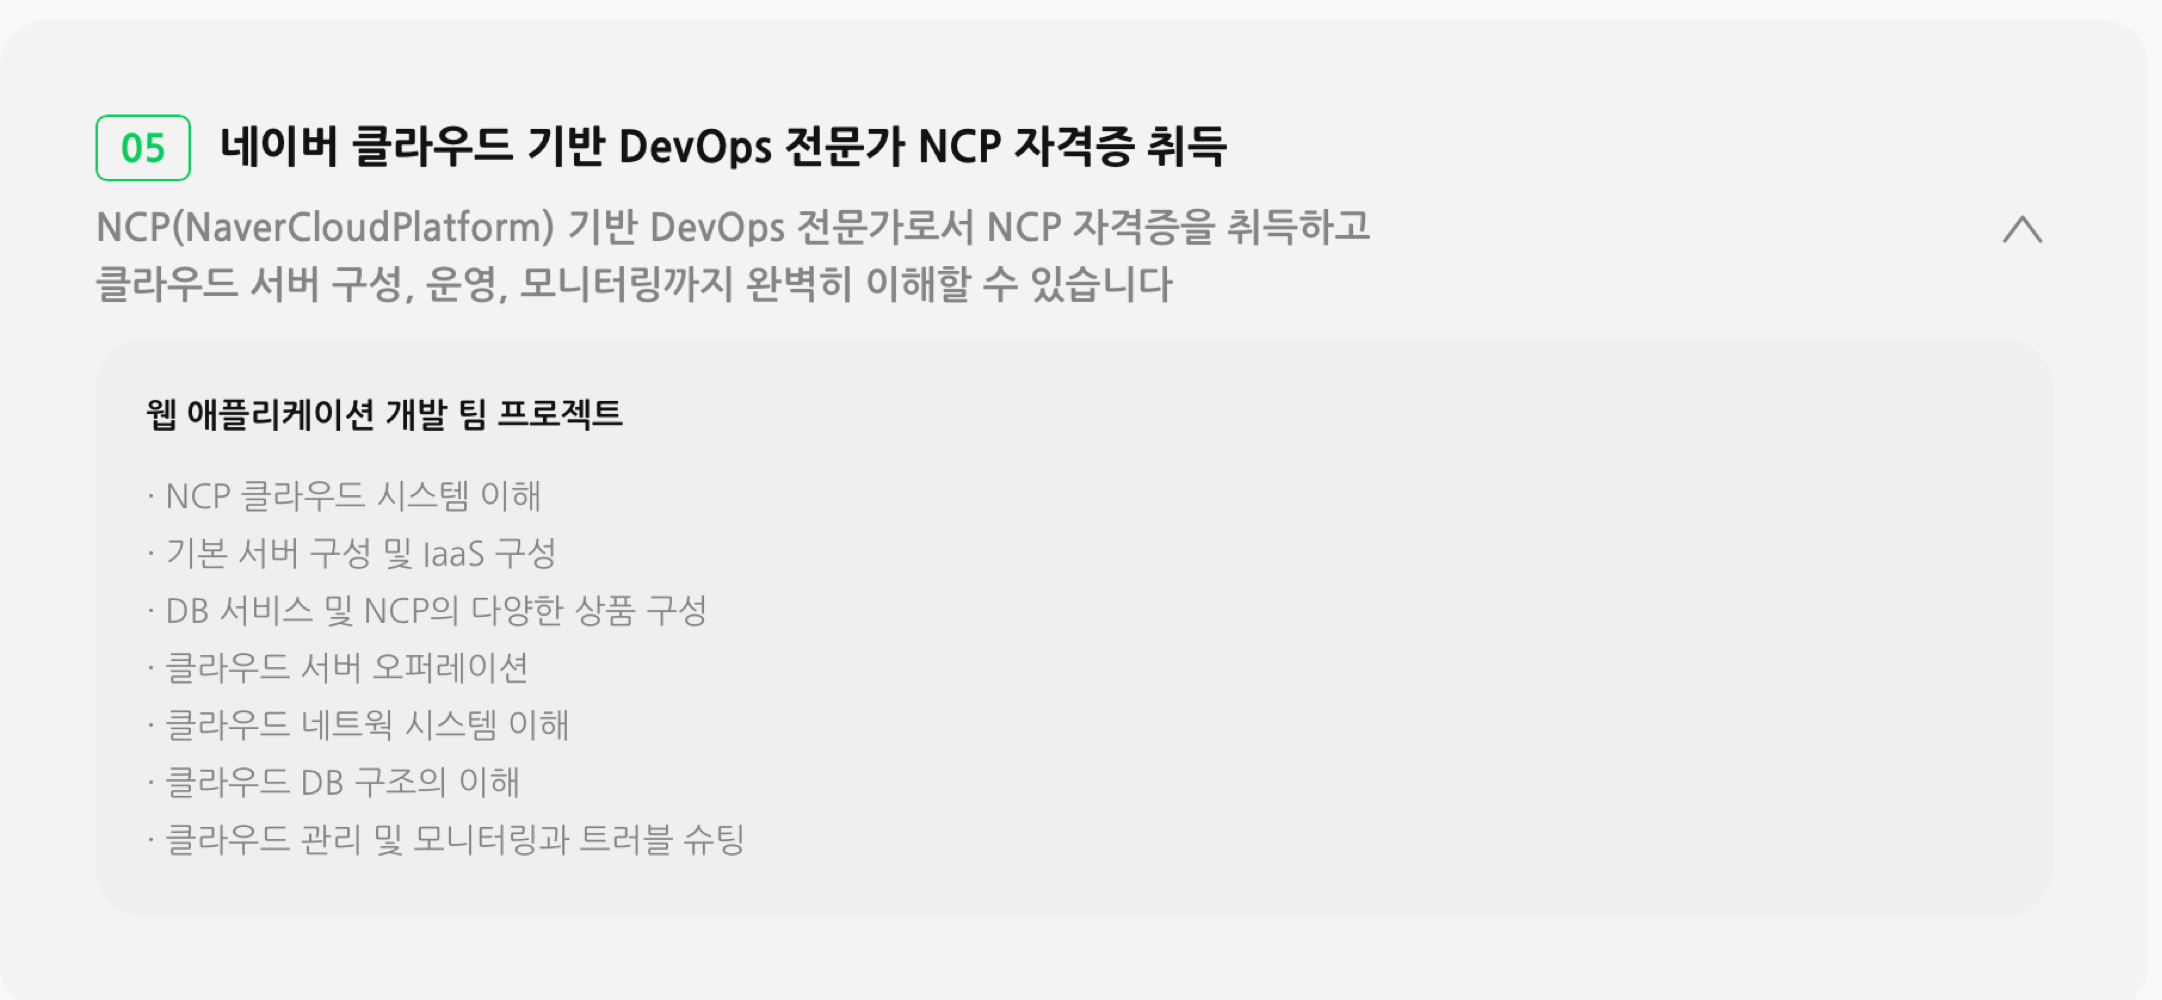 05 네이버 클라우드 기반 DevOps 전문가 NCP 자격증 취득
NCP(NaverCloudPlatform) 기반 DevOps 전문가로서 NCP 자격증을 취득하고
클라우드 서버 구성, 운영, 모니터링까지 완벽히 이해할 수 있습니다
웹 애플리케이션 개발 팀 프로젝트
· NCP 클라우드 시스템 이해
· 기본 서버 구성 및 IaaS 구성
· DB 서비스 및 NCP의 다양한 상품 구성
· 클라우드 서버 오퍼레이션
· 클라우드 네트웍 시스템 이해
· 클라우드 DB 구조의 이해
· 클라우드 관리 및 모니터링과 트러블 슈팅